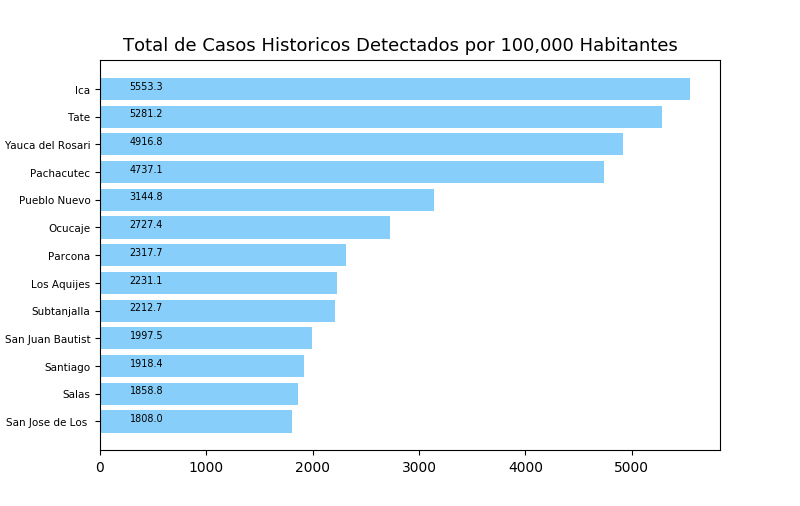 Total de Casos Historicos Detectados por 100,000 Habitantes
Ica 5553.3
Tate 5281.2
Yauca del Rosari 4916.8
Pachacutec 4737.1
Pueblo Nuevo 3144.8
Ocucaje 2727.4
Parcona 2317.7
Los Aquijes 2231.1
Subtanjalla 2212.7
San Juan Bautist 1997.5
Santiago 1918.4
Salas 1858.8
San Jose de Los 1808.0
0 1000 2000 3000 4000 5000